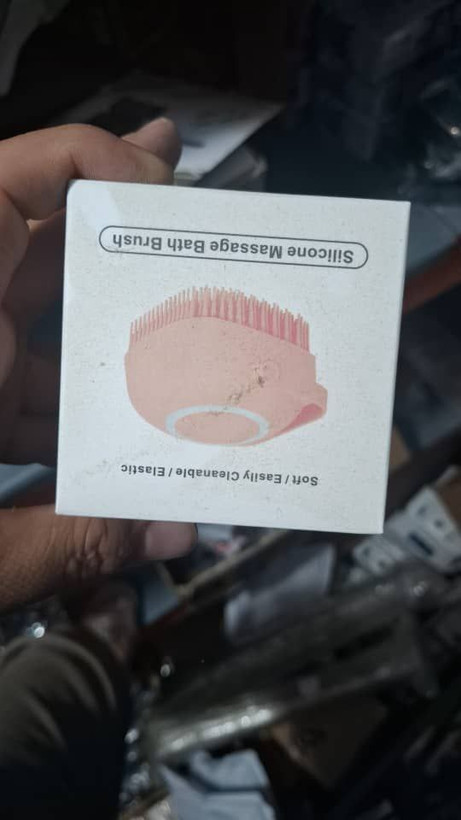 Soft / Easily Cleanable / Elastic
Silicone Massage Bath Brush